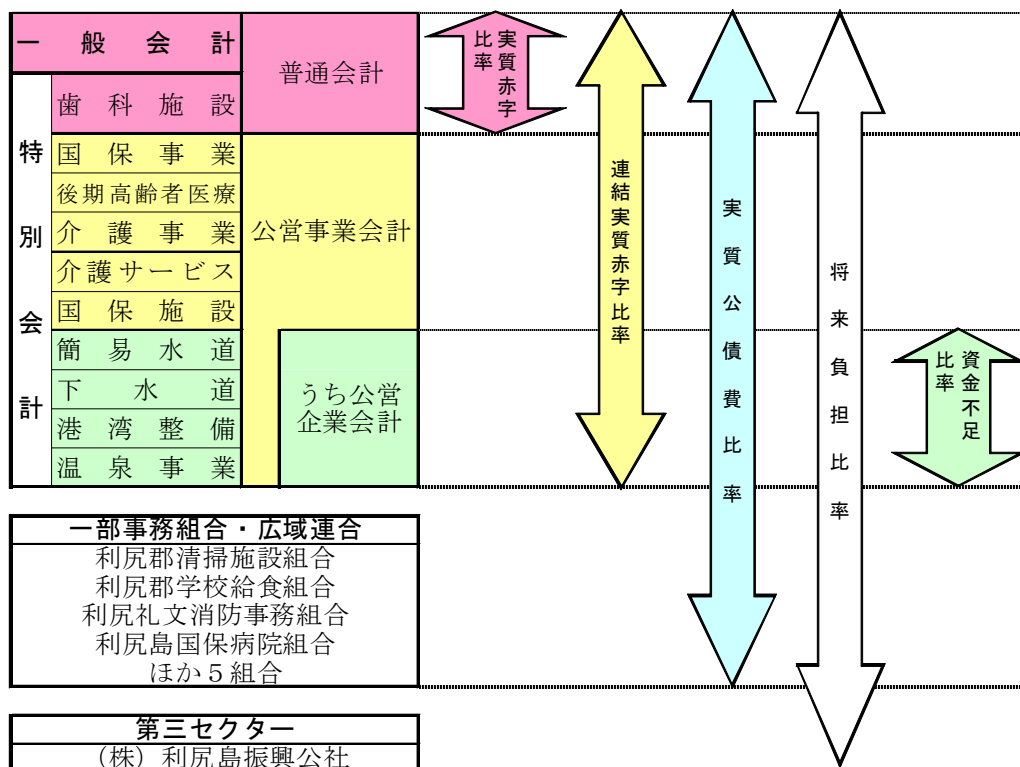 一般会計
普通会計
特別会計
歯科施設
国保事業
後期高齢者医療
介護事業
介護サービス
国保施設
簡易水道
下水道
港湾整備
温泉事業
公営事業会計
うち公営
企業会計
実質赤字
比率
連結実質赤字比率
実質公債費比率
将来負担比率
資金不足
比率
一部事務組合・広域連合
利尻郡清掃施設組合
利尻郡学校給食組合
利尻礼文消防事務組合
利尻島国保病院組合
ほか５組合
第三セクター
（株）利尻島振興公社